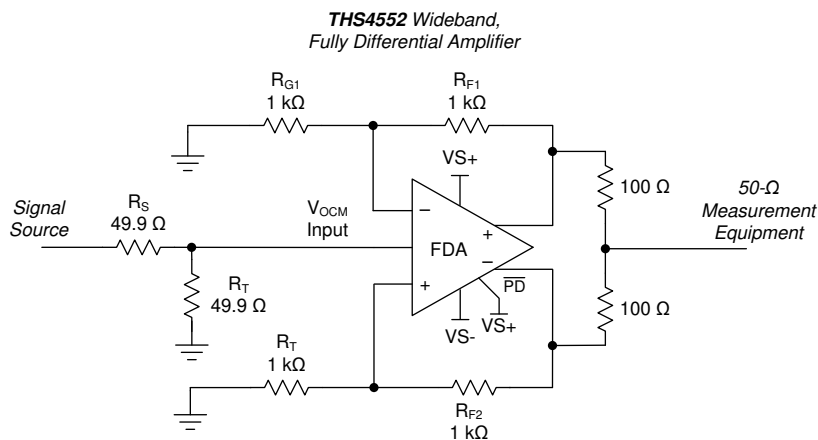 THS4552 Wideband,
Fully Differential Amplifier
RG1
1 kΩ
RF1
1 kΩ
VS+
100 Ω
Signal
Source
RS
49.9 Ω
VOCM
Input
−
FDA
+
+
−
PD
50-Ω
Measurement
Equipment
RT
49.9 Ω
VS-
VS+
100 Ω
RT
1 kΩ
RF2
1 kΩ